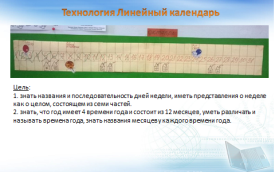 Технология Линейный календарь
Цель:
1. знать названия и последовательность дней недели, иметь представления о неделе
как о целом, состоящем из семи частей.
2. знать, что год имеет 4 времени года и состоит из 12 месяцев, уметь различать и
называть времена года, знать названия месяцев у каждого времени года.